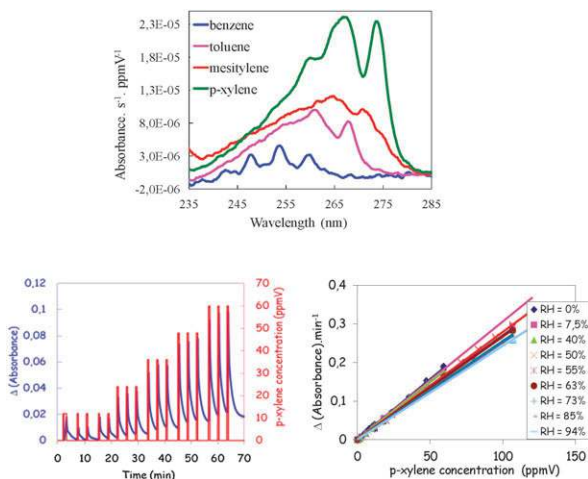 2,3E-05
1,8E-05
1,3E-05
8,0E-06
3,0E-06
-2,0E-06
Absorbance. s⁻¹. ppmV⁻¹
benzene
toluene
mesitylene
p-xylene
235 245 255 265 275 285
Wavelength (nm)
0,12
0,1
0,08
0,06
0,04
0,02
0
Δ (Absorbance)
70
60
50
40
30
20
10
0
p-xylene concentration (ppmV)
0 10 20 30 40 50 60 70
Time (min)
0,4
0,3
0,2
0,1
0
Δ (Absorbance).min⁻¹
RH = 0%
RH = 7,5%
RH = 40%
RH = 50%
RH = 55%
RH = 63%
RH = 73%
RH = 85%
RH = 94%
0 50 100 150
p-xylene concentration (ppmV)